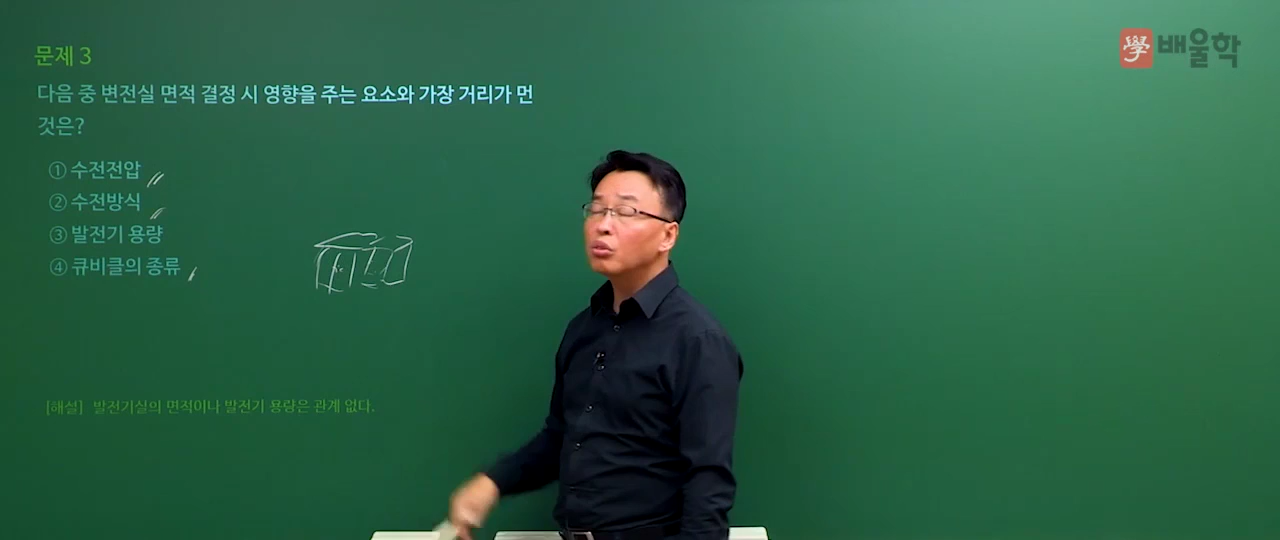 學 배울학
문제 3
다음 중 변전실 면적 결정 시 영향을 주는 요소와 가장 거리가 먼
것은?
① 수전전압
② 수전방식
③ 발전기 용량
④ 큐비클의 종류
[해설] 발전기실의 면적이나 발전기 용량은 관계 없다.